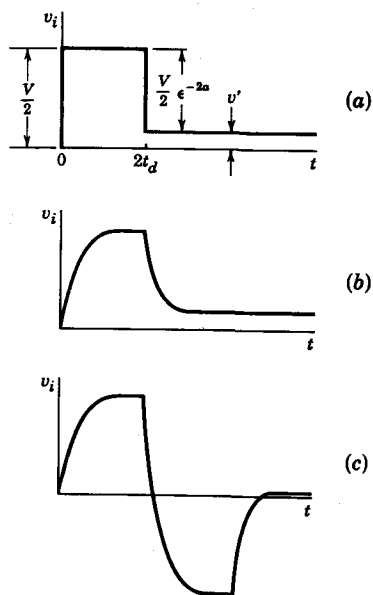 v_i
V/2
V/2 ε^{-2a}
v'
(a)
0
2t_d
t
v_i
(b)
t
v_i
(c)
t